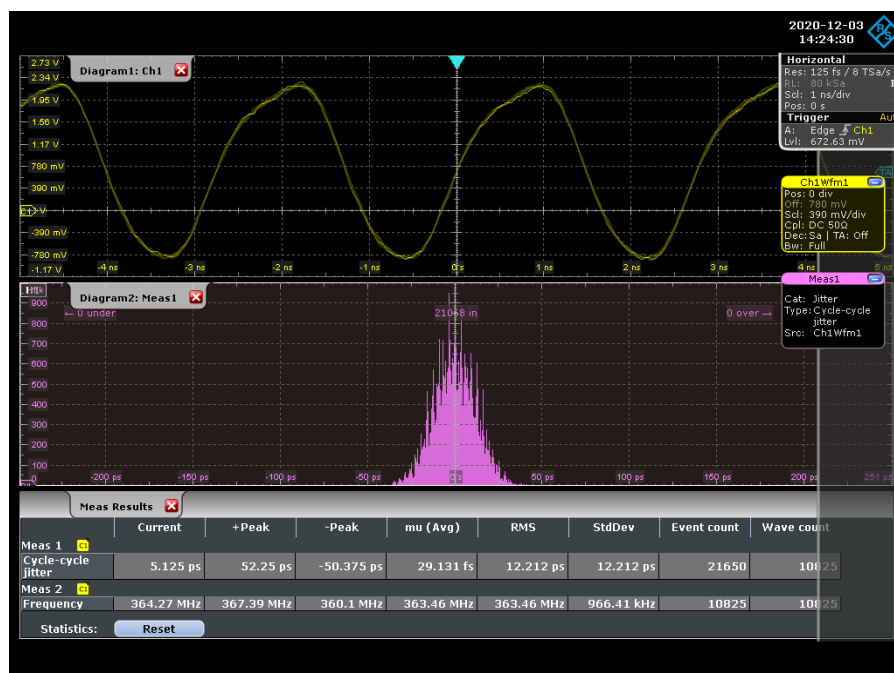 2020-12-03
14:24:30
2.73 V
Diagram1: Ch1
2.34 V
1.95 V
1.56 V
1.17 V
780 mV
390 mV
C1 0 V
-390 mV
-780 mV
-1.17 V
-4 ns -3 ns -2 ns -1 ns 0 s 1 ns 2 ns 3 ns 4 ns 5 ns
Horizontal
Res: 125 fs / 8 TSa/s
RL: 80 kSa
Scl: 1 ns/div
Pos: 0 s
Trigger Au
A: Edge Ch1
Lvl: 672.63 mV
TA
Ch1Wfm1
Pos: 0 div
Off: 780 mV
Scl: 390 mV/div
Cpl: DC 50Ω
Dec: Sa | TA: Off
Bw: Full
Meas1
Cat: Jitter
Type: Cycle-cycle
jitter
Src: Ch1Wfm1
Diagram2: Meas1
900
← 0 under in 0 over →
800
700
600
500
400
300
200
100
0
-200 ps -150 ps -100 ps -50 ps 0 s 50 ps 100 ps 150 ps 200 ps 251 ps
Meas Results
Current +Peak -Peak mu (Avg) RMS StdDev Event count Wave count
Meas 1 C1
Cycle-cycle
jitter 5.125 ps 52.25 ps -50.375 ps 29.131 fs 12.212 ps 12.212 ps 21650 10825
Meas 2 C1
Frequency 364.27 MHz 367.39 MHz 360.1 MHz 363.46 MHz 363.46 MHz 966.41 kHz 10825 10825
Statistics: Reset